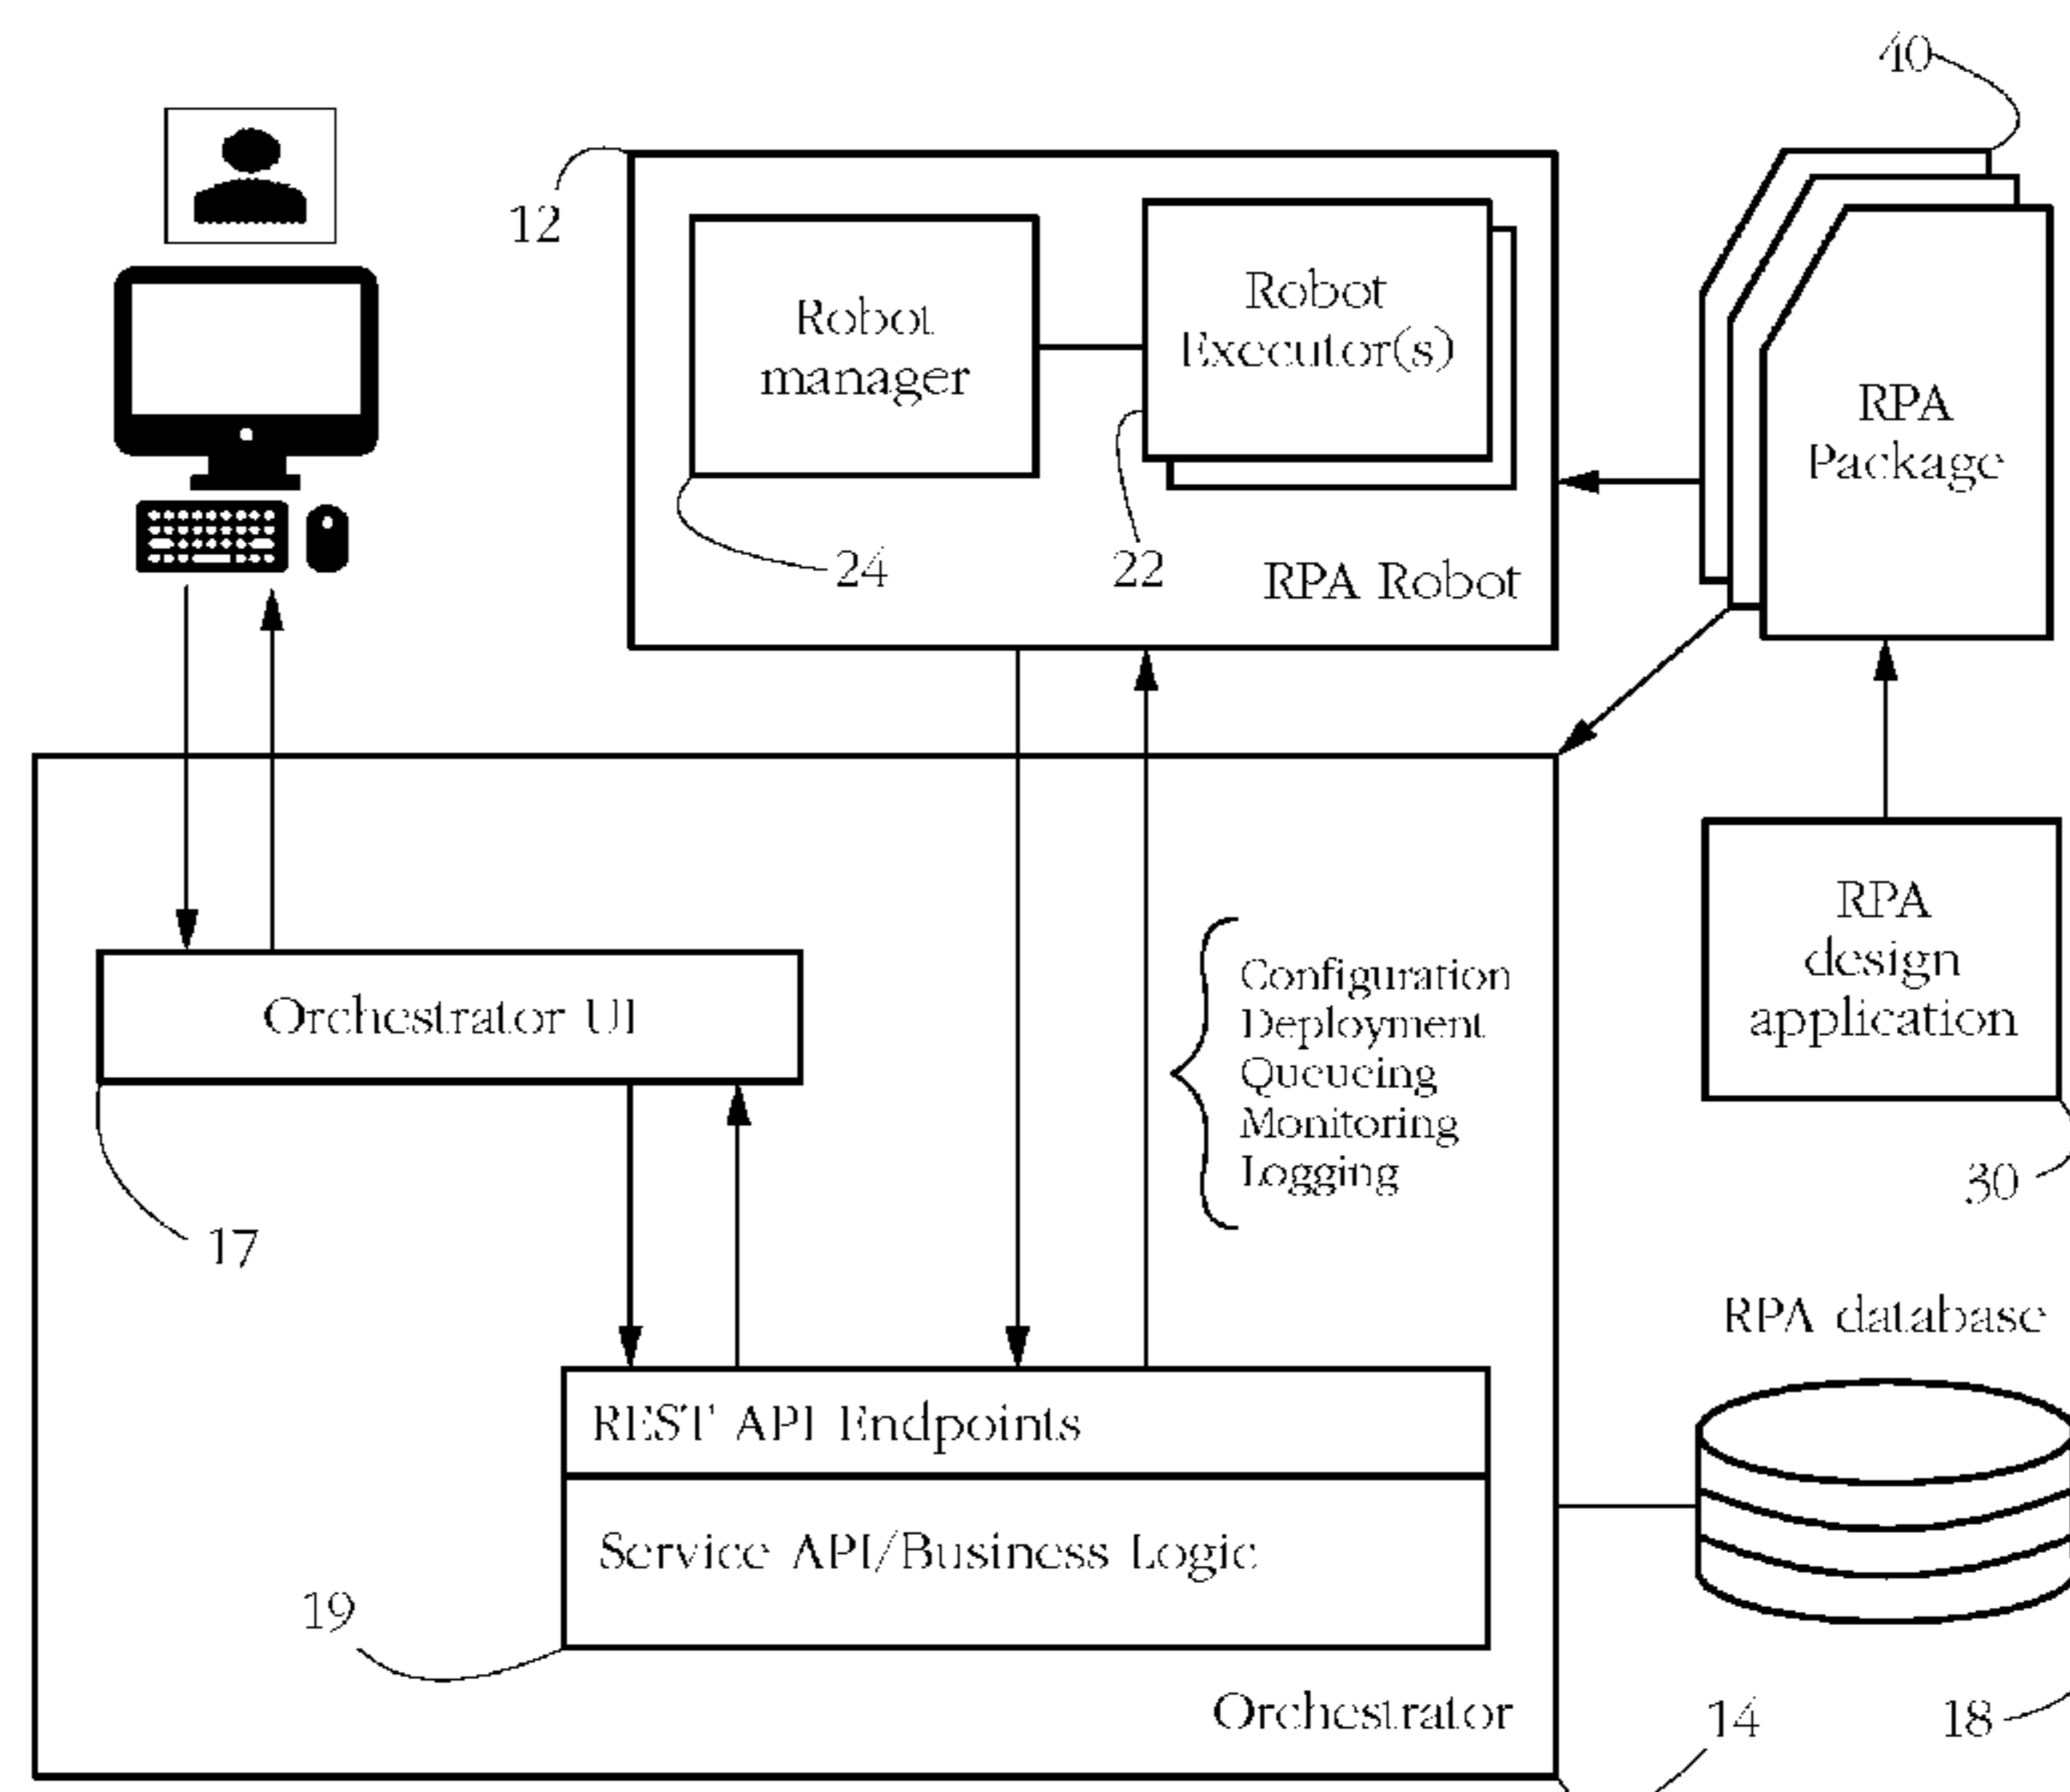 40
12
Robot
manager
Robot
Executor(s)
RPA
Package
24
22
RPA Robot
RPA
design
application
Orchestrator UI
Configuration
Deployment
Queueing
Monitoring
Logging
30
17
RPA database
REST API Endpoints
Service API/Business Logic
19
Orchestrator
14
18